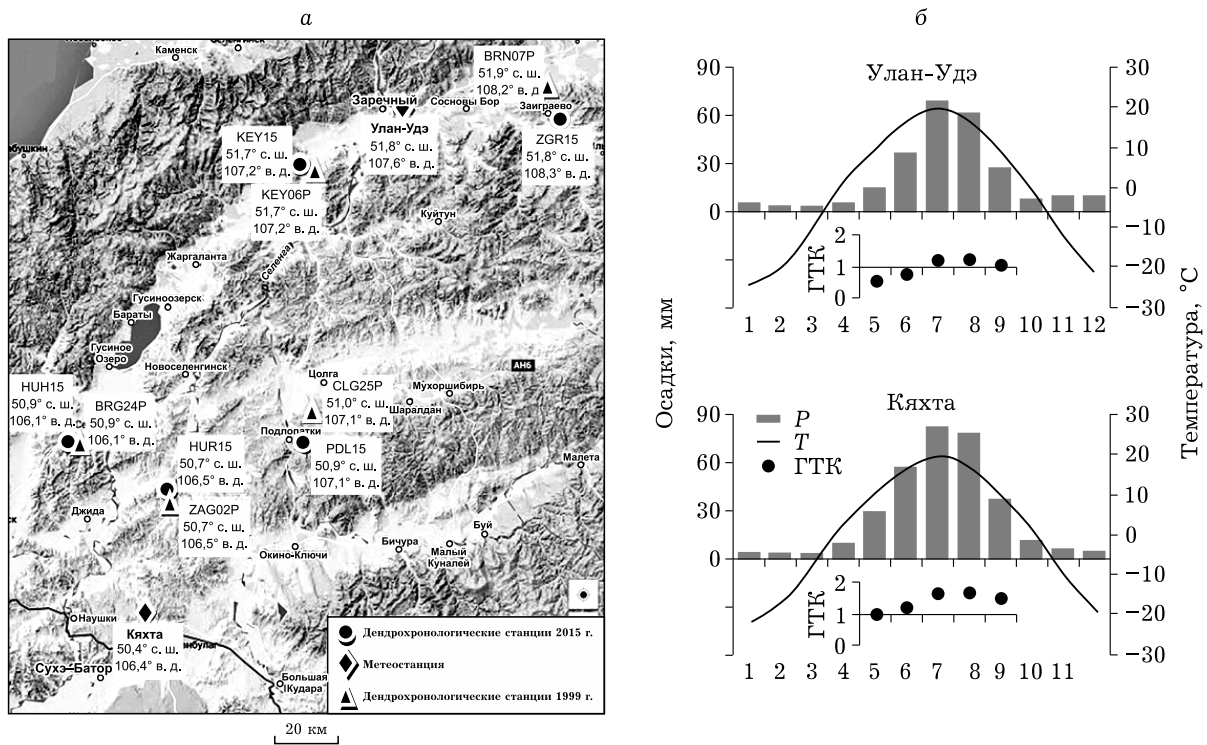 а
Каменск
BRN07P
51,9° с. ш.
108,2° в. д
Заречный
Сосновы Бор
Заиграево
Улан-Удэ
51,8° с. ш.
107,6° в. д.
ZGR15
51,8° с. ш.
108,3° в. д.
KEY15
51,7° с. ш.
107,2° в. д.
KEY06P
51,7° с. ш.
107,2° в. д.
бушкин
Куйтун
Селенга
Жаргаланта
Гусиноозерск
Бараты
Гусиное
Озеро
Новоселенгинск
АН6
Цолга
CLG25P
51,0° с. ш.
107,1° в. д.
Мухоршибирь
Шаралдан
HUH15
50,9° с. ш.
106,1° в. д.
BRG24P
50,9° с. ш.
106,1° в. д.
Подлопатки
PDL15
50,9° с. ш.
107,1° в. д.
HUR15
50,7° с. ш.
106,5° в. д.
ZAG02P
50,7° с. ш.
106,5° в. д.
Малета
Джида
Окино-Ключи
Бичура
Буй
Малый
Куналей
Наушки
Кяхта
50,4° с. ш.
106,4° в. д.
нбулаг
Сухэ-Батор
Большая
Кудара
Дендрохронологические станции 2015 г.
Метеостанция
Дендрохронологические станции 1999 г.
20 км
б
Улан-Удэ
90
60
30
0
30
20
10
0
−10
−20
−30
ГТК
2
1
0
1 2 3 4 5 6 7 8 9 10 11 12
Осадки, мм
Температура, °C
Кяхта
P
T
ГТК
90
60
30
0
30
20
10
0
−10
−20
−30
ГТК
2
1
0
1 2 3 4 5 6 7 8 9 10 11